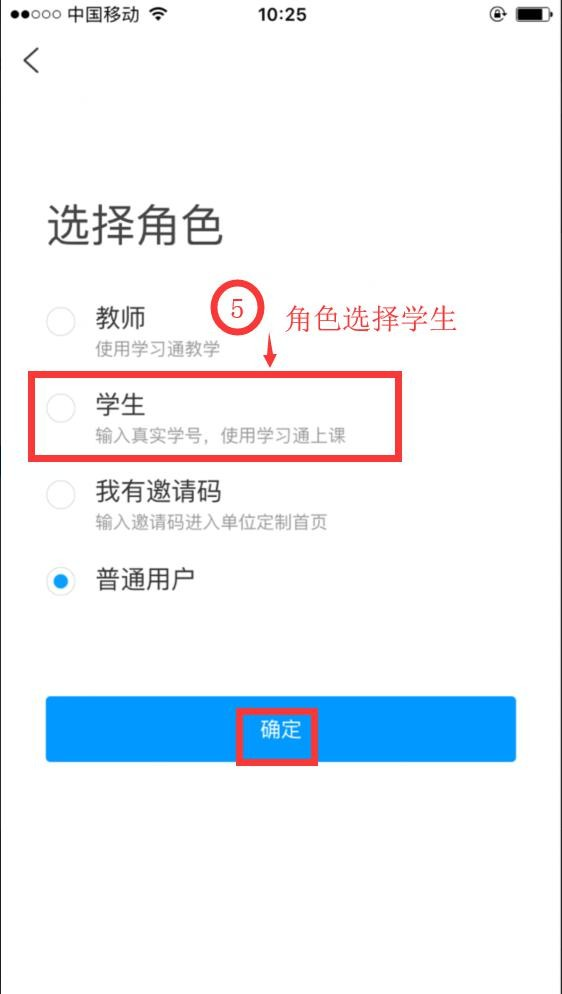 中国移动 10:25
选择角色
教师
使用学习通教学
5 角色选择学生
学生
输入真实学号，使用学习通上课
我有邀请码
输入邀请码进入单位定制首页
普通用户
确定